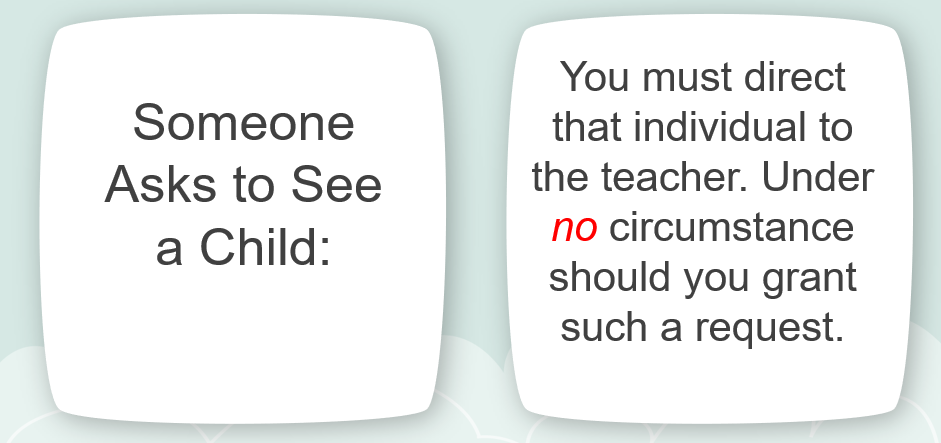 Someone
Asks to See
a Child:
You must direct
that individual to
the teacher. Under
no circumstance
should you grant
such a request.